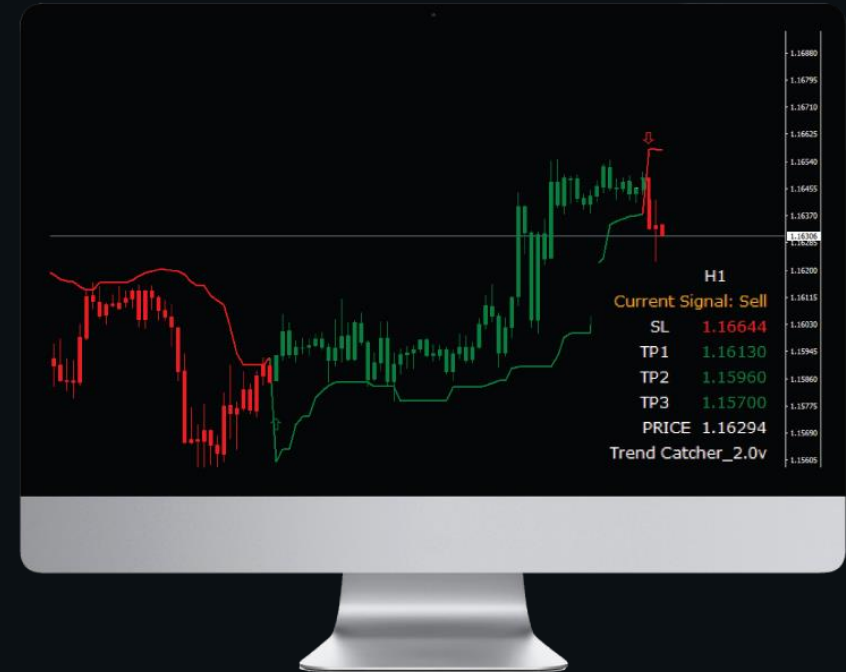 1.16880
1.16795
1.16710
1.16625
1.16540
1.16455
1.16370
1.16306
1.16285
1.16200
1.16115
1.16030
1.15945
1.15860
1.15775
1.15690
1.15605
H1
Current Signal: Sell
SL 1.16644
TP1 1.16130
TP2 1.15960
TP3 1.15700
PRICE 1.16294
Trend Catcher_2.0v